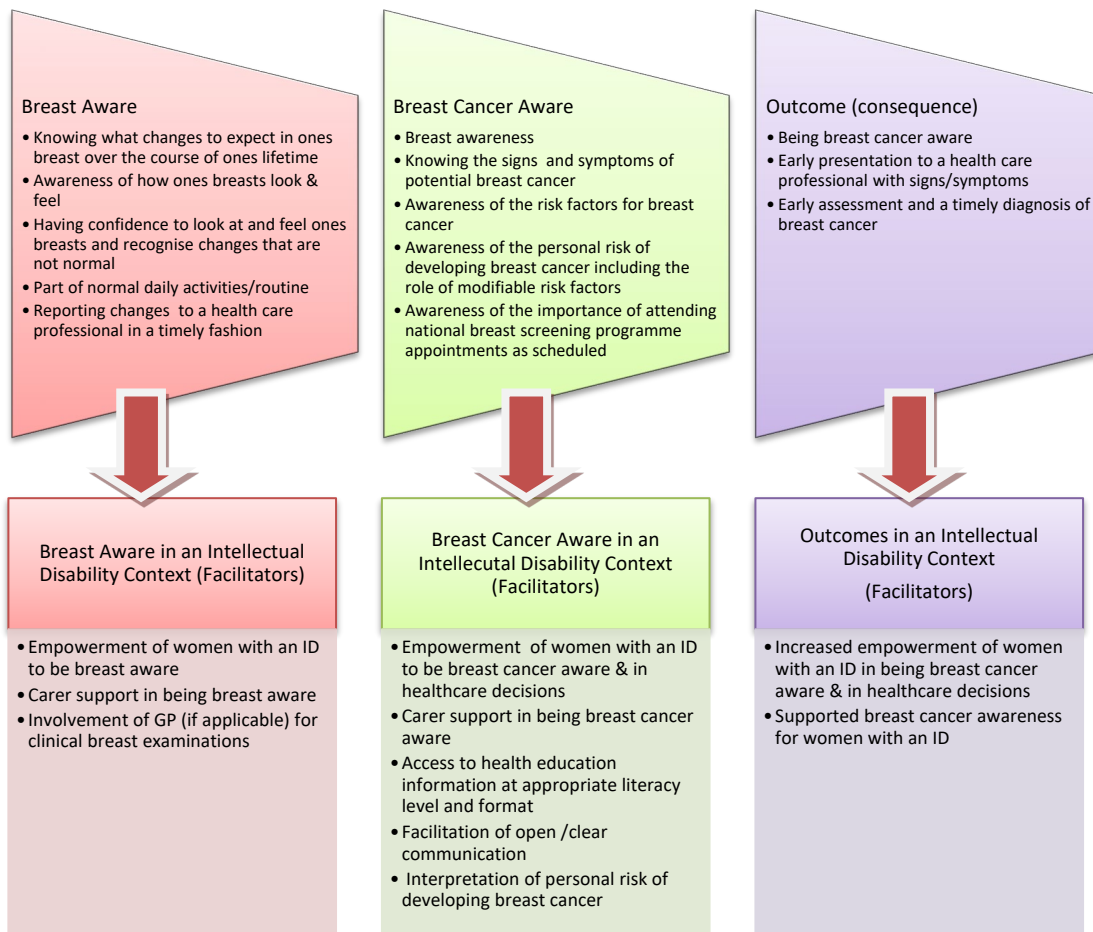 Breast Aware
• Knowing what changes to expect in ones
breast over the course of ones lifetime
• Awareness of how ones breasts look &
feel
• Having confidence to look at and feel ones
breasts and recognise changes that are
not normal
• Part of normal daily activities/routine
• Reporting changes to a health care
professional in a timely fashion
Breast Cancer Aware
• Breast awareness
• Knowing the signs and symptoms of
potential breast cancer
• Awareness of the risk factors for breast
cancer
• Awareness of the personal risk of
developing breast cancer including the
role of modifiable risk factors
• Awareness of the importance of attending
national breast screening programme
appointments as scheduled
Outcome (consequence)
• Being breast cancer aware
• Early presentation to a health care
professional with signs/symptoms
• Early assessment and a timely diagnosis of
breast cancer
Breast Aware in an Intellectual
Disability Context (Facilitators)
• Empowerment of women with an ID
to be breast aware
• Carer support in being breast aware
• Involvement of GP (if applicable) for
clinical breast examinations
Breast Cancer Aware in an
Intellecutal Disability Context
(Facilitators)
• Empowerment of women with an ID
to be breast cancer aware & in
healthcare decisions
• Carer support in being breast cancer
aware
• Access to health education
information at appropriate literacy
level and format
• Facilitation of open /clear
communication
• Interpretation of personal risk of
developing breast cancer
Outcomes in an Intellectual
Disability Context
(Facilitators)
• Increased empowerment of women
with an ID in being breast cancer
aware & in healthcare decisions
• Supported breast cancer awareness
for women with an ID